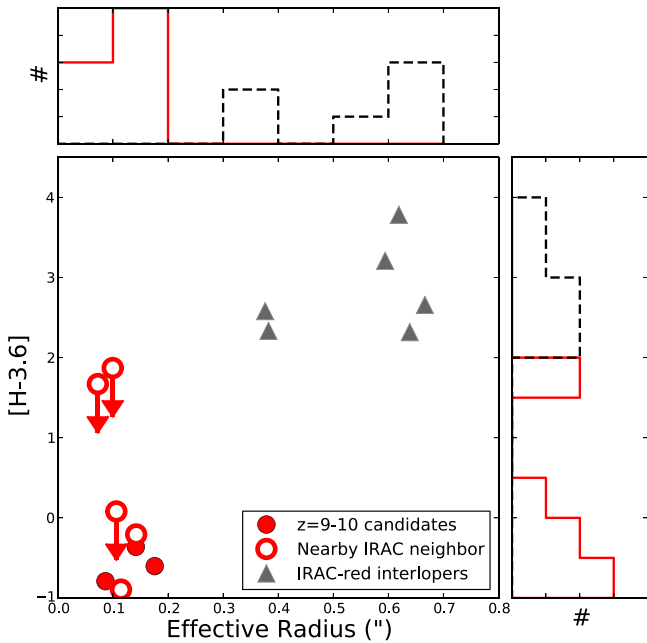 #
4
3
2
1
0
−1
[H-3.6]
z=9-10 candidates
Nearby IRAC neighbor
IRAC-red interlopers
0.0 0.1 0.2 0.3 0.4 0.5 0.6 0.7 0.8
Effective Radius (")
#